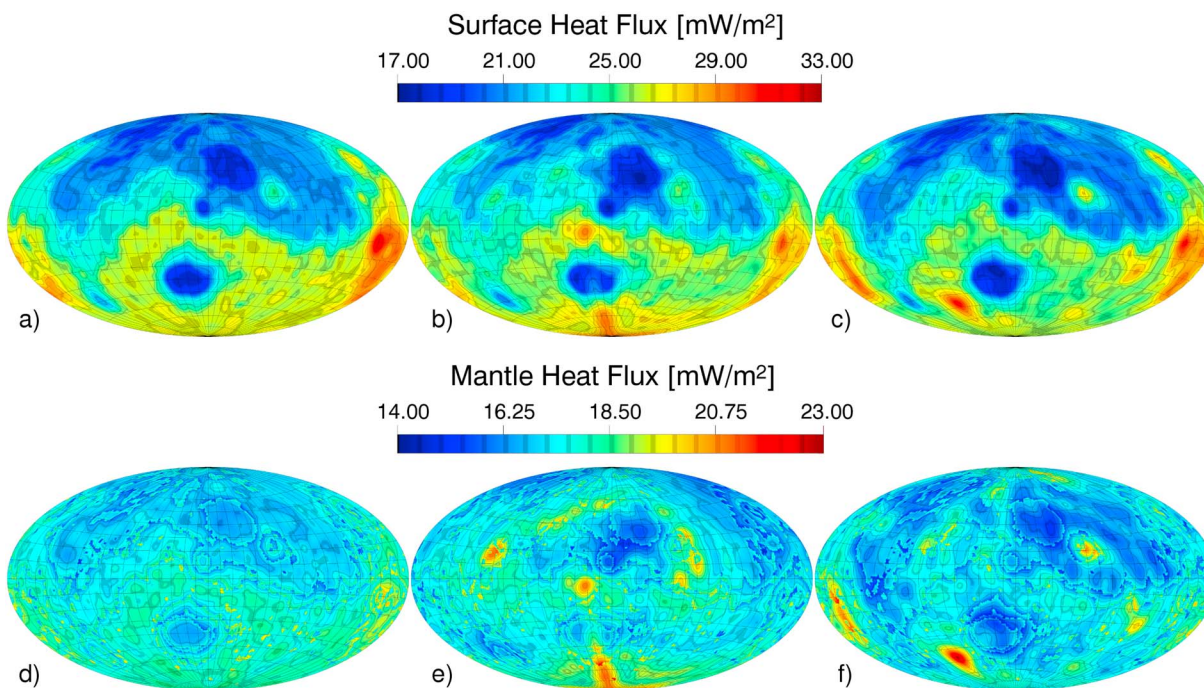 Surface Heat Flux [mW/m²]
17.00 21.00 25.00 29.00 33.00
a) b) c)
Mantle Heat Flux [mW/m²]
14.00 16.25 18.50 20.75 23.00
d) e) f)